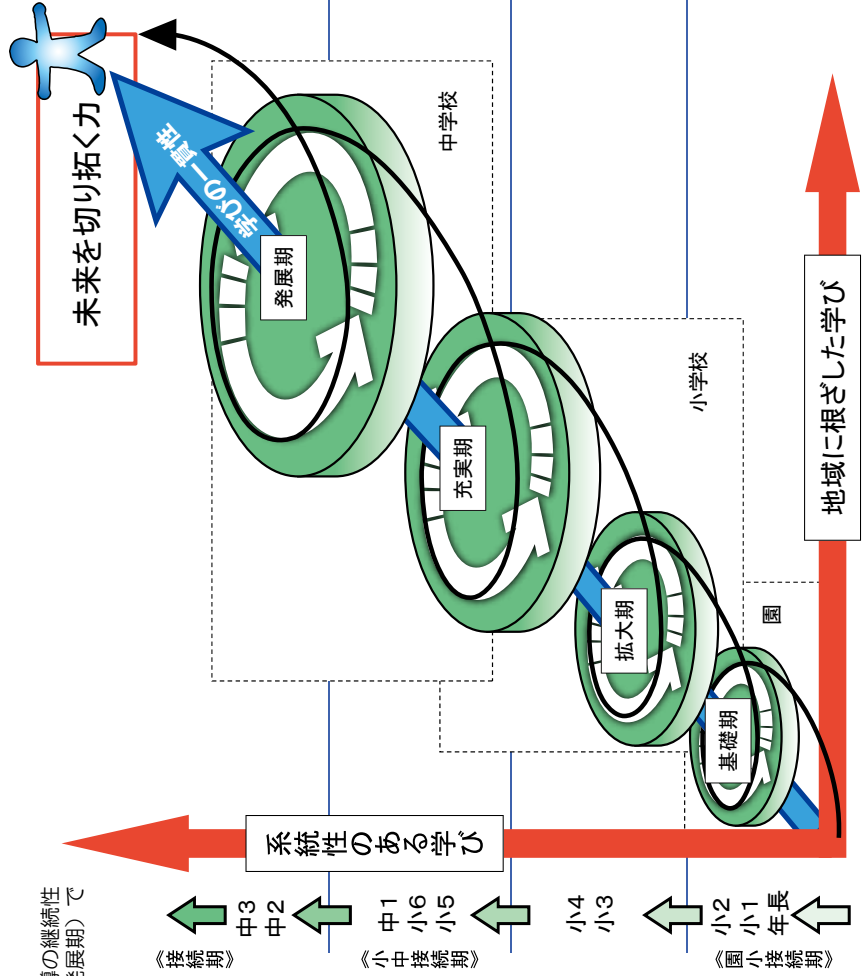 の継続性
発展期）で
未来を切り拓く力
学びの一貫性
系統性のある学び
地域に根ざした学び
発展期
充実期
拡大期
基礎期
中学校
小学校
園
《接続期》
中3
中2
《小中接続期》
中1
小6
小5
小4
小3
《園小接続期》
小2
小1
年長